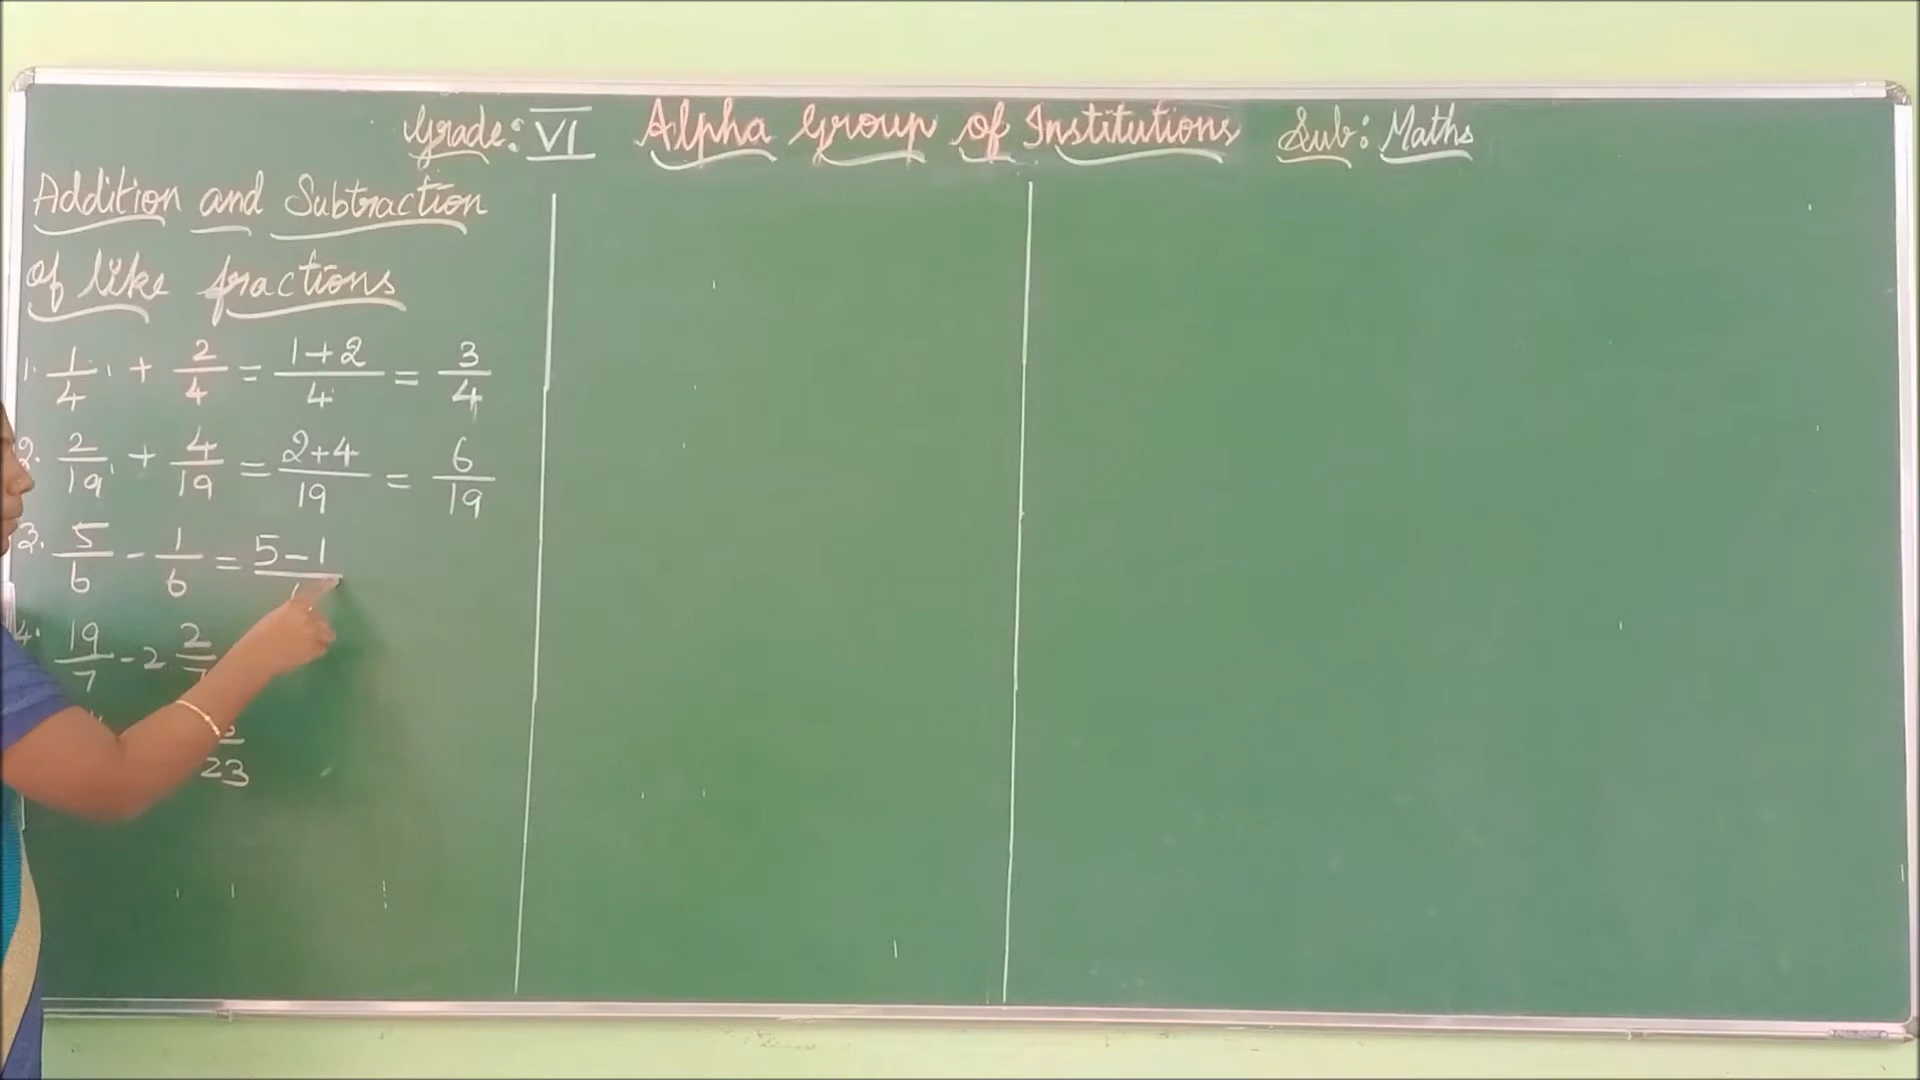 Grade: VI Alpha Group of Institutions Sub: Maths
Addition and Subtraction
of like fractions
1. 1/4 + 2/4 = 1+2/4 = 3/4
2. 2/19 + 4/19 = 2+4/19 = 6/19
3. 5/6 - 1/6 = 5-1
4. 19/7 - 2 2/7
23